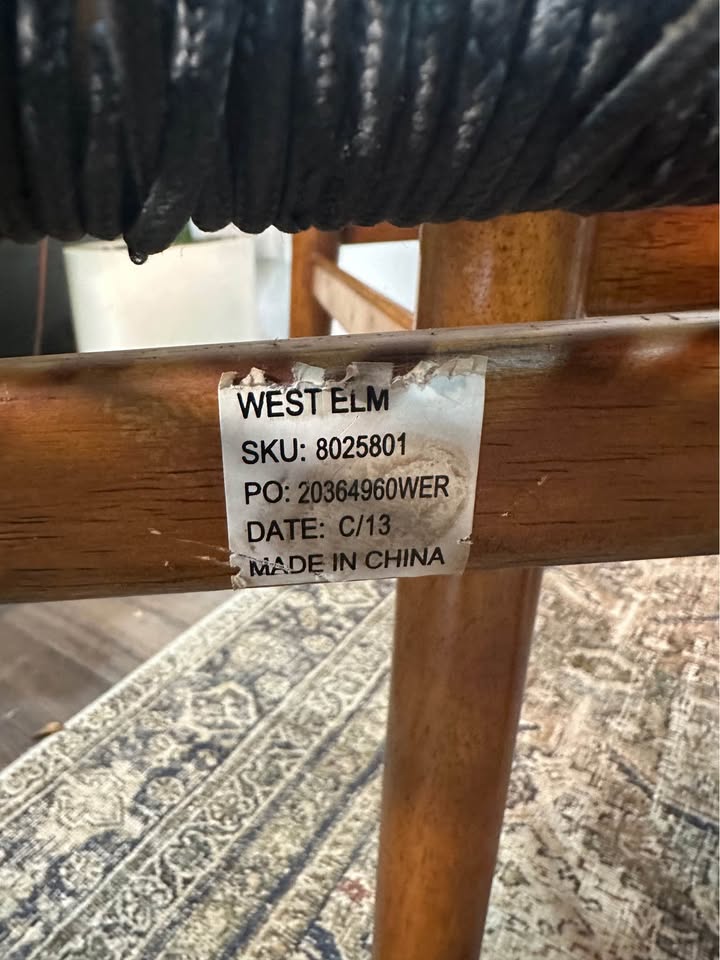 WEST ELM
SKU: 8025801
PO: 20364960WER
DATE: C/13
MADE IN CHINA